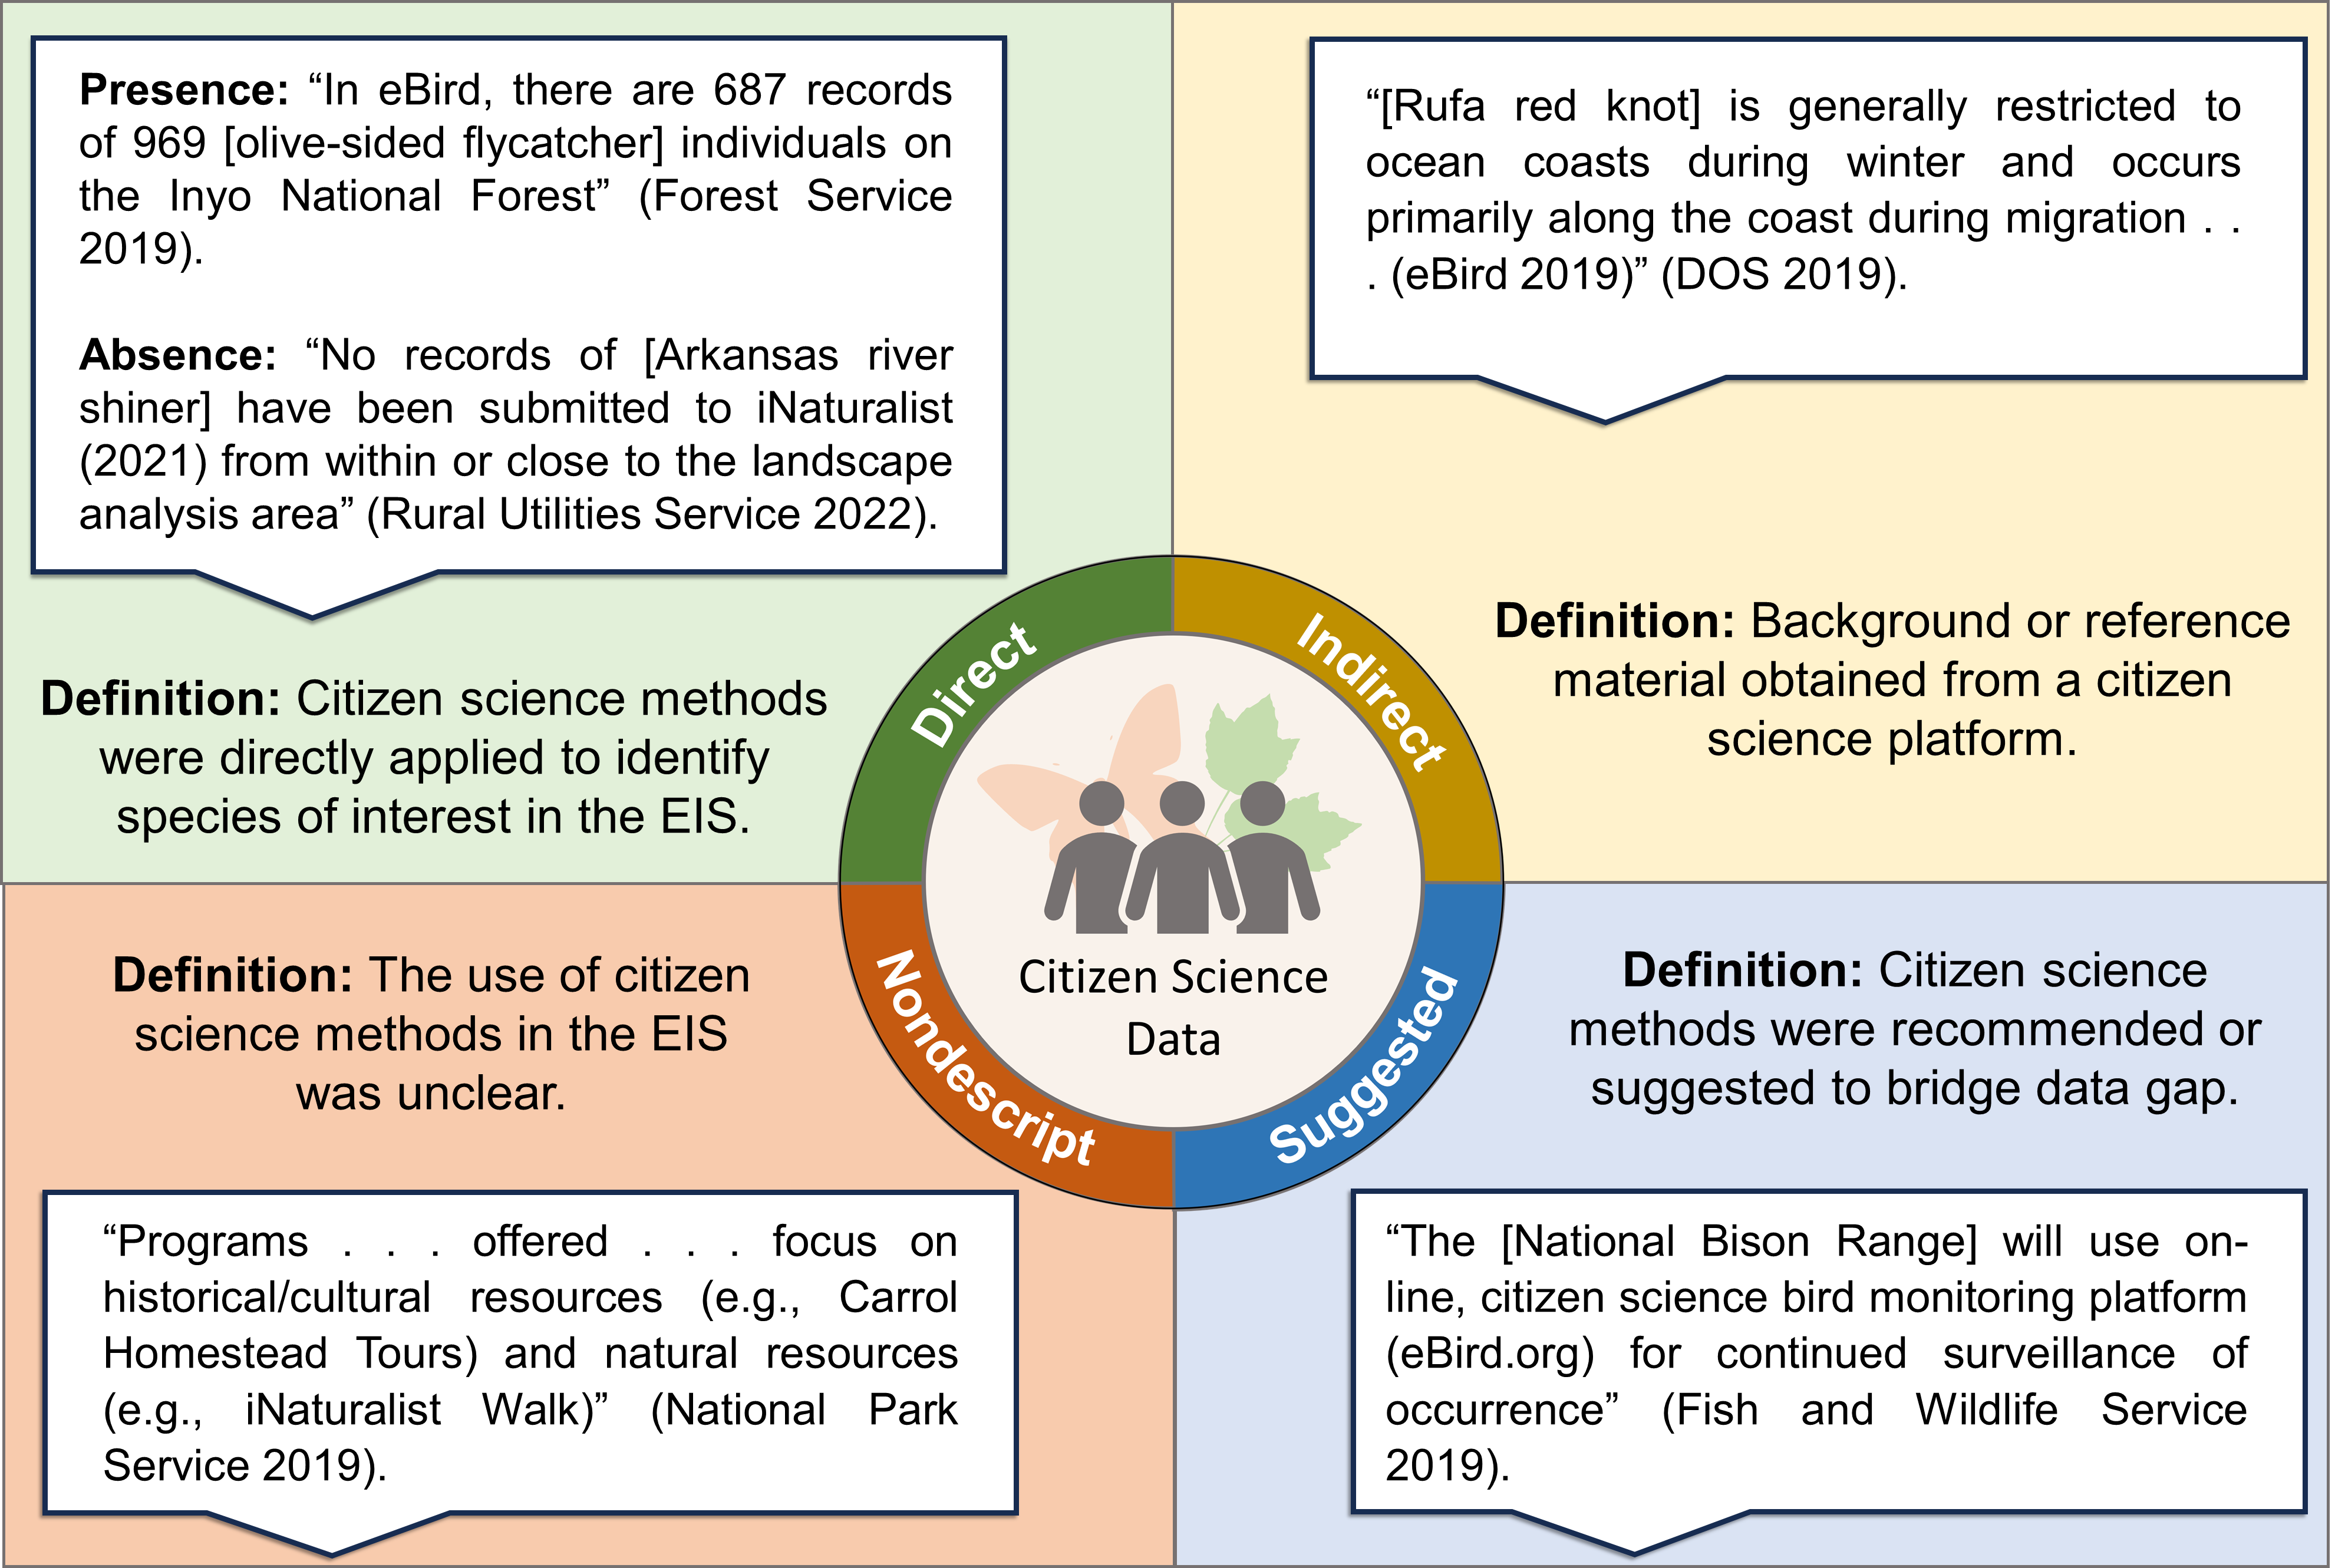 Presence: “In eBird, there are 687 records
of 969 [olive-sided flycatcher] individuals on
the Inyo National Forest” (Forest Service
2019).
Absence: “No records of [Arkansas river
shiner] have been submitted to iNaturalist
(2021) from within or close to the landscape
analysis area” (Rural Utilities Service 2022).
Definition: Citizen science methods
were directly applied to identify
species of interest in the EIS.
“[Rufa red knot] is generally restricted to
ocean coasts during winter and occurs
primarily along the coast during migration . .
. (eBird 2019)” (DOS 2019).
Definition: Background or reference
material obtained from a citizen
science platform.
Direct
Indirect
Nondescript
Suggested
Citizen Science
Data
Definition: The use of citizen
science methods in the EIS
was unclear.
“Programs . . . offered . . . focus on
historical/cultural resources (e.g., Carrol
Homestead Tours) and natural resources
(e.g., iNaturalist Walk)” (National Park
Service 2019).
Definition: Citizen science
methods were recommended or
suggested to bridge data gap.
“The [National Bison Range] will use on-
line, citizen science bird monitoring platform
(eBird.org) for continued surveillance of
occurrence” (Fish and Wildlife Service
2019).